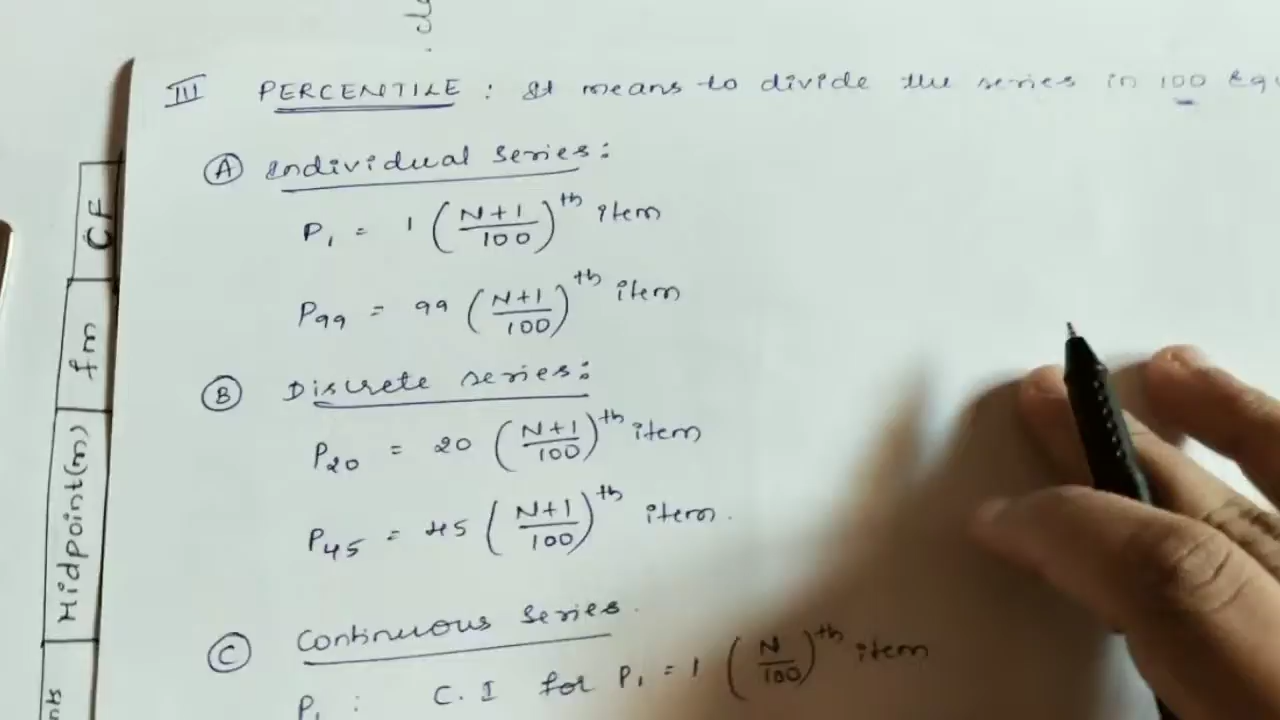 III PERCENTILE : It means to divide the series in 100 Equ
(A) Individual series:
P₁ = 1 (N+1/100)ᵗʰ item
P₉₉ = 99 (N+1/100)ᵗʰ item
(B) Discrete series:
P₂₀ = 20 (N+1/100)ᵗʰ item
P₄₅ = 45 (N+1/100)ᵗʰ item.
(C) Continuous Series.
P₁ : C.I for P₁ = 1 (N/100)ᵗʰ item
CF
fm
Midpoint(m)